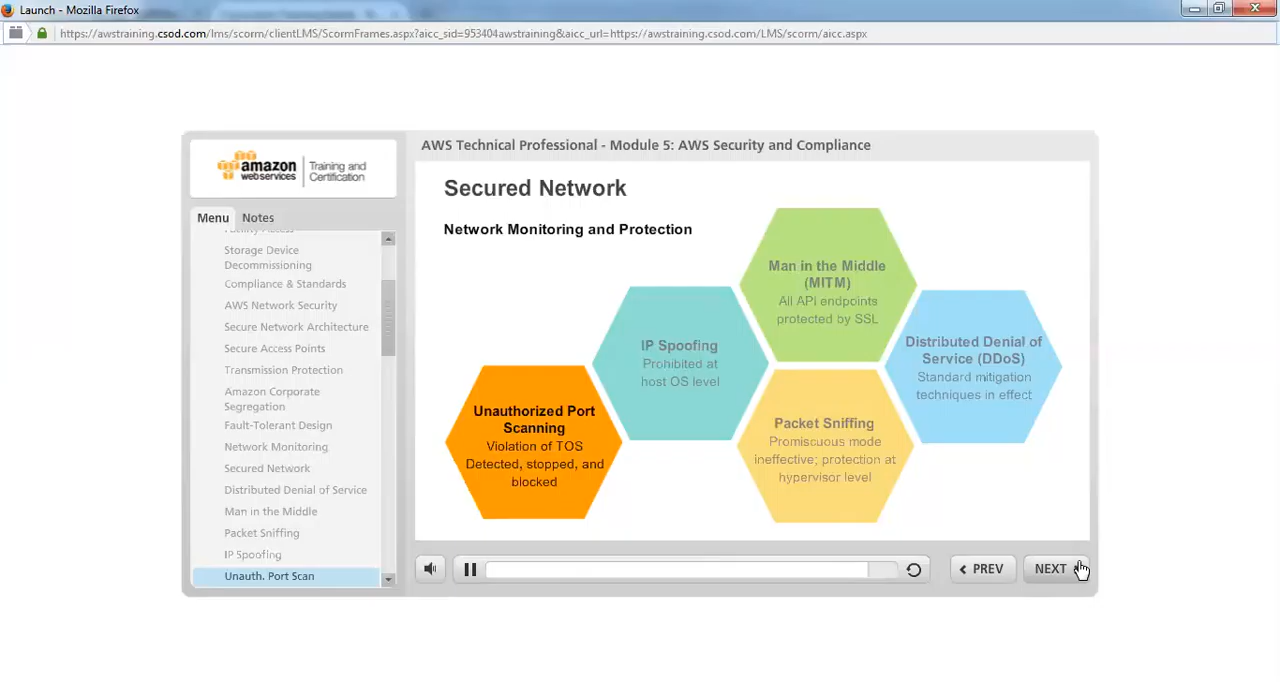 Launch - Mozilla Firefox
https://awstraining.csod.com/lms/scorm/clientLMS/ScormFrames.aspx?aicc_sid=953404awstraining&aicc_url=https://awstraining.csod.com/LMS/scorm/aicc.aspx
amazon
webservices
Training and
Certification
AWS Technical Professional - Module 5: AWS Security and Compliance
Menu
Notes
Facility Access
Storage Device
Decommissioning
Compliance & Standards
AWS Network Security
Secure Network Architecture
Secure Access Points
Transmission Protection
Amazon Corporate
Segregation
Fault-Tolerant Design
Network Monitoring
Secured Network
Distributed Denial of Service
Man in the Middle
Packet Sniffing
IP Spoofing
Unauth. Port Scan
Secured Network
Network Monitoring and Protection
Unauthorized Port
Scanning
Violation of TOS
Detected, stopped, and
blocked
IP Spoofing
Prohibited at
host OS level
Man in the Middle
(MITM)
All API endpoints
protected by SSL
Packet Sniffing
Promiscuous mode
ineffective; protection at
hypervisor level
Distributed Denial of
Service (DDoS)
Standard mitigation
techniques in effect
PREV
NEXT